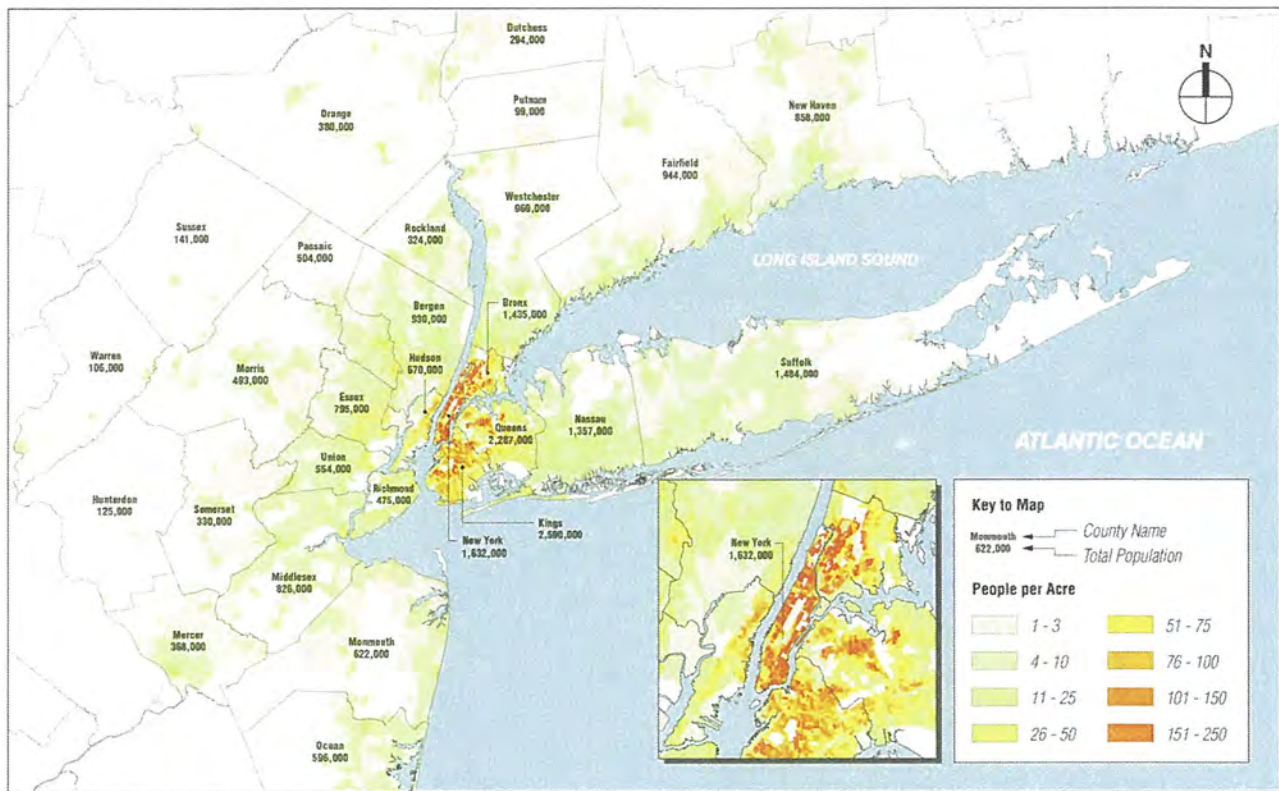 Dutchess
294,000
Putnam
99,000
Orange
380,000
New Haven
858,000
Fairfield
944,000
Westchester
960,000
Rockland
324,000
Sussex
141,000
Passaic
504,000
LONG ISLAND SOUND
Bergen
930,000
Bronx
1,435,000
Hudson
670,000
Warren
106,000
Morris
493,000
Suffolk
1,484,000
Essex
795,000
Queens
2,287,000
Nassau
1,357,000
ATLANTIC OCEAN
Union
554,000
Richmond
475,000
Hunterdon
125,000
Somerset
330,000
Kings
2,590,000
New York
1,632,000
Middlesex
826,000
Mercer
368,000
Monmouth
622,000
Ocean
596,000
N
New York
1,632,000
Key to Map
Monmouth
622,000
County Name
Total Population
People per Acre
1 - 3
4 - 10
11 - 25
26 - 50
51 - 75
76 - 100
101 - 150
151 - 250